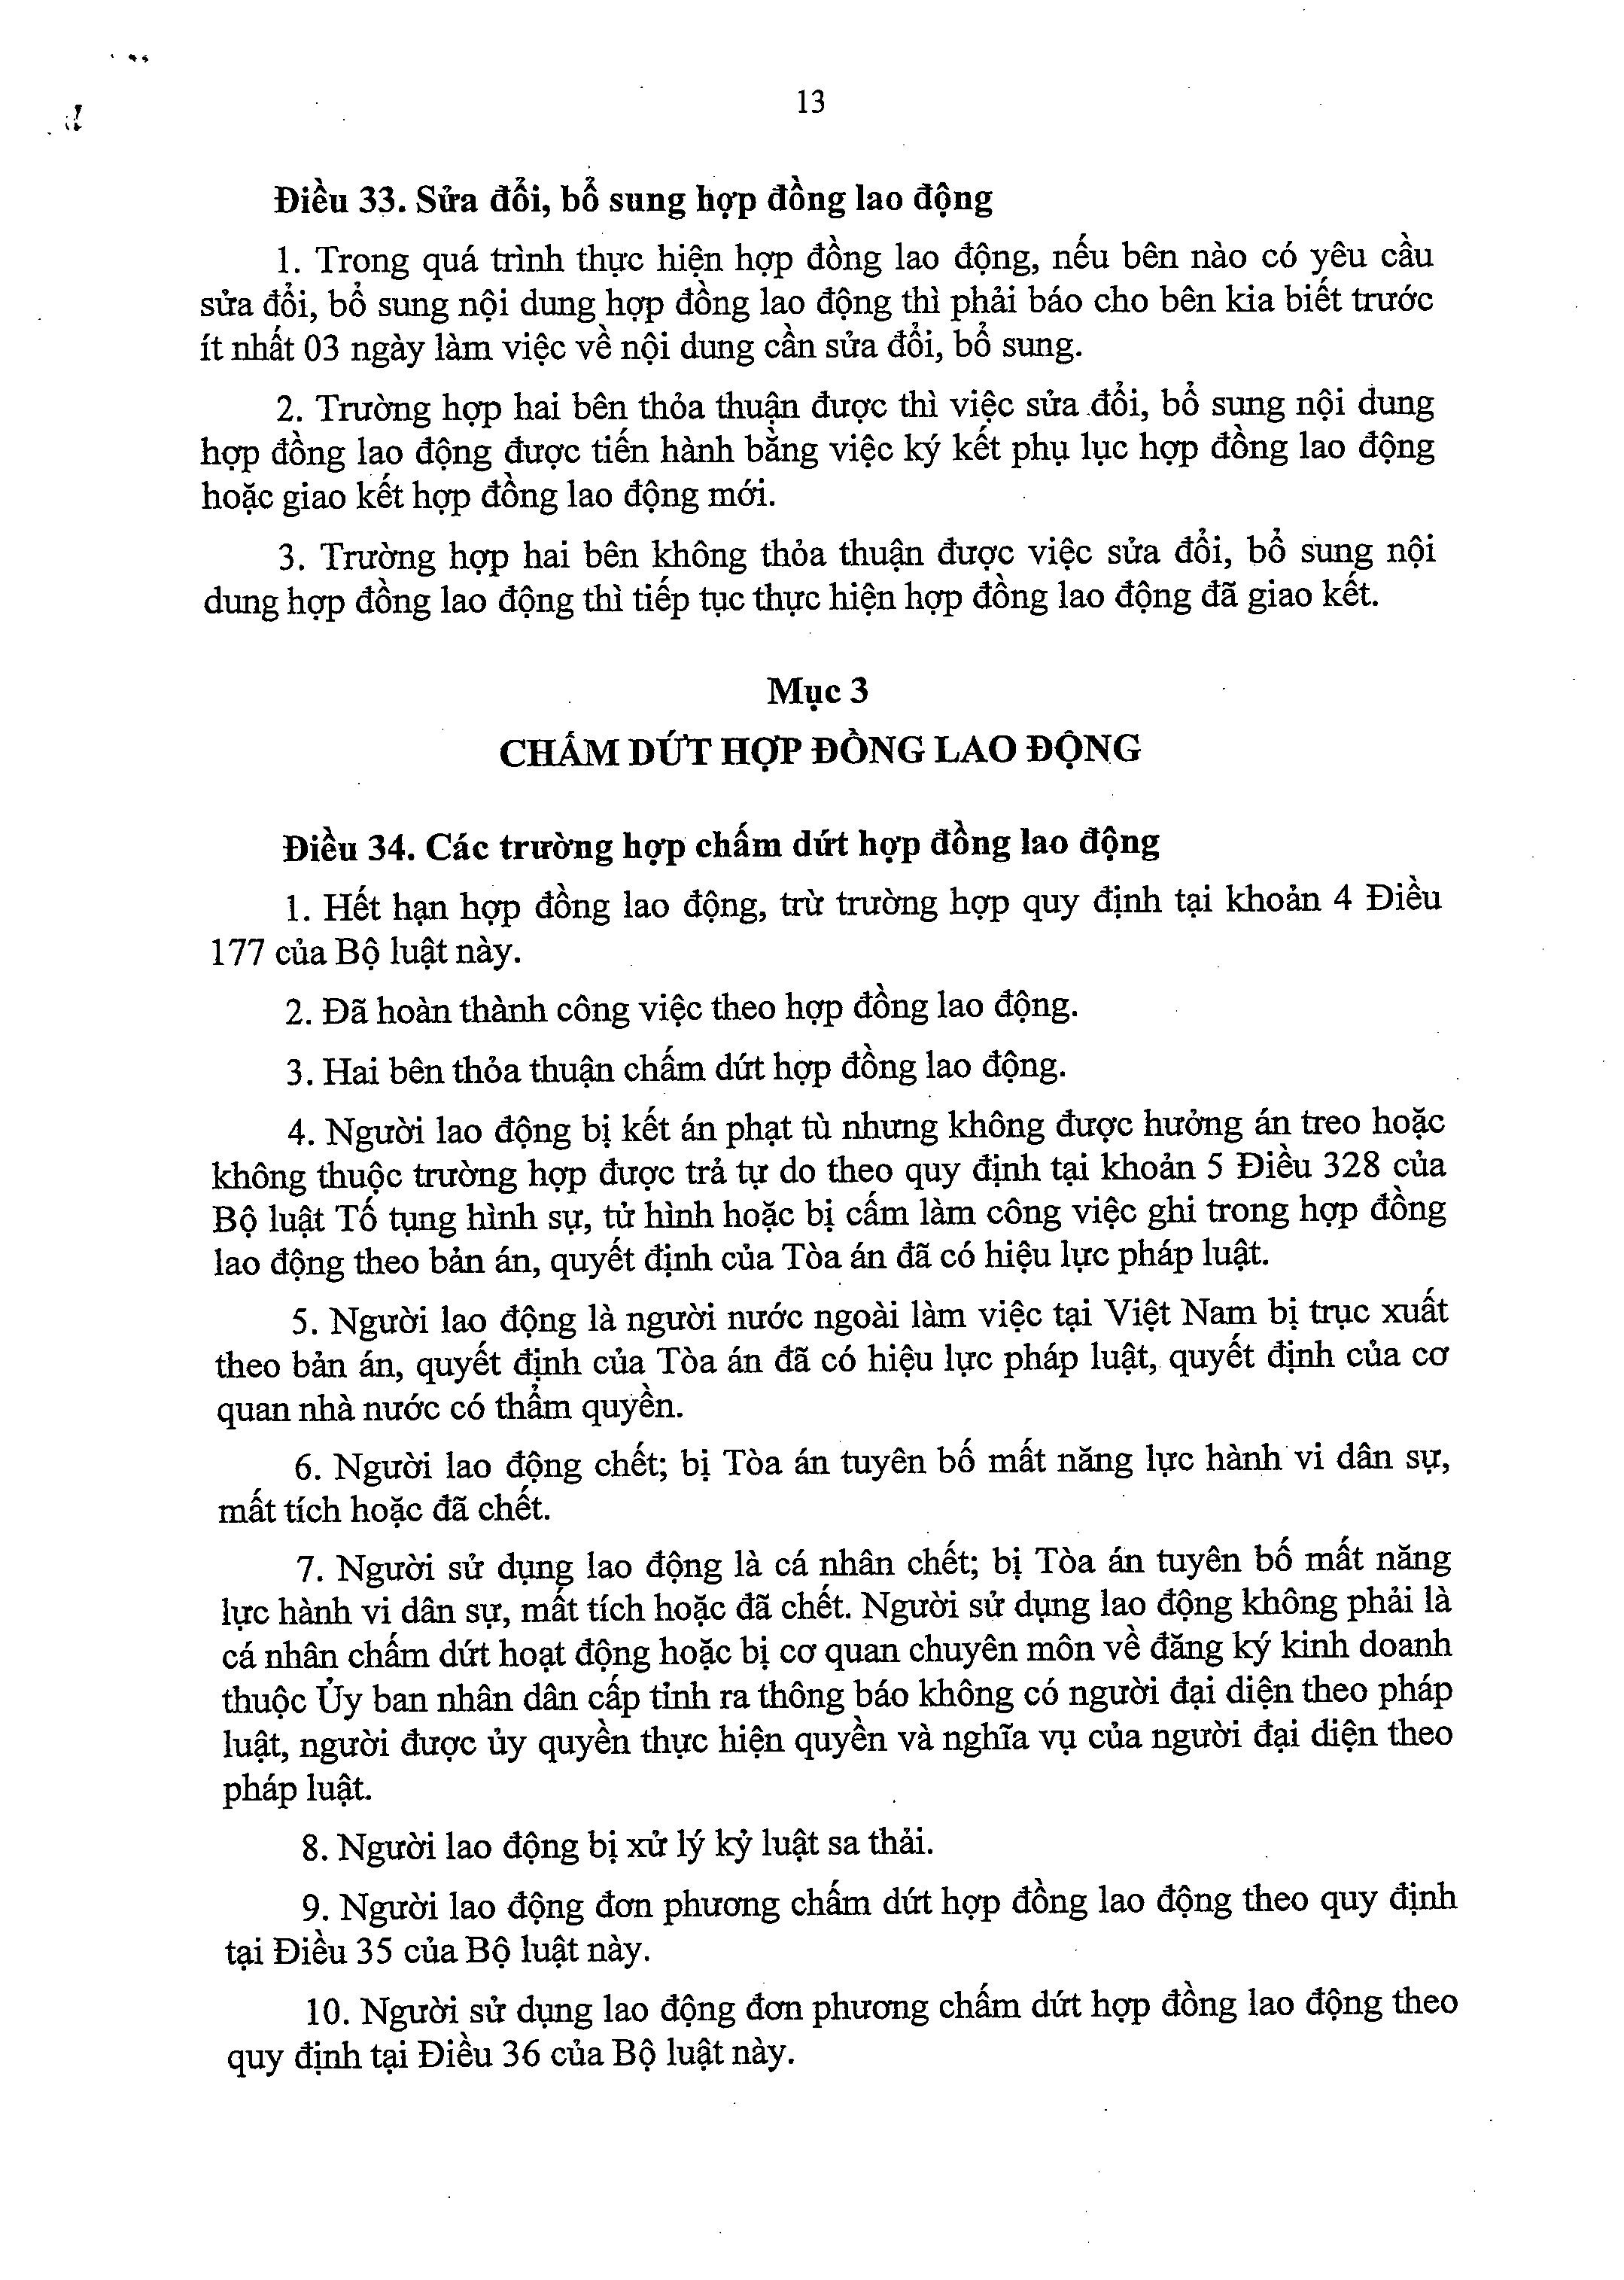 13
Điều 33. Sửa đổi, bổ sung hợp đồng lao động
1. Trong quá trình thực hiện hợp đồng lao động, nếu bên nào có yêu cầu
sửa đổi, bổ sung nội dung hợp đồng lao động thì phải báo cho bên kia biết trước
ít nhất 03 ngày làm việc về nội dung cần sửa đổi, bổ sung.
2. Trường hợp hai bên thỏa thuận được thì việc sửa đổi, bổ sung nội dung
hợp đồng lao động được tiến hành bằng việc ký kết phụ lục hợp đồng lao động
hoặc giao kết hợp đồng lao động mới.
3. Trường hợp hai bên không thỏa thuận được việc sửa đổi, bổ sung nội
dung hợp đồng lao động thì tiếp tục thực hiện hợp đồng lao động đã giao kết.
Mục 3
CHẤM DỨT HỢP ĐỒNG LAO ĐỘNG
Điều 34. Các trường hợp chấm dứt hợp đồng lao động
1. Hết hạn hợp đồng lao động, trừ trường hợp quy định tại khoản 4 Điều
177 của Bộ luật này.
2. Đã hoàn thành công việc theo hợp đồng lao động.
3. Hai bên thỏa thuận chấm dứt hợp đồng lao động.
4. Người lao động bị kết án phạt tù nhưng không được hưởng án treo hoặc
không thuộc trường hợp được trả tự do theo quy định tại khoản 5 Điều 328 của
Bộ luật Tố tụng hình sự, tử hình hoặc bị cấm làm công việc ghi trong hợp đồng
lao động theo bản án, quyết định của Tòa án đã có hiệu lực pháp luật.
5. Người lao động là người nước ngoài làm việc tại Việt Nam bị trục xuất
theo bản án, quyết định của Tòa án đã có hiệu lực pháp luật, quyết định của cơ
quan nhà nước có thẩm quyền.
6. Người lao động chết; bị Tòa án tuyên bố mất năng lực hành vi dân sự,
mất tích hoặc đã chết.
7. Người sử dụng lao động là cá nhân chết; bị Tòa án tuyên bố mất năng
lực hành vi dân sự, mất tích hoặc đã chết. Người sử dụng lao động không phải là
cá nhân chấm dứt hoạt động hoặc bị cơ quan chuyên môn về đăng ký kinh doanh
thuộc Ủy ban nhân dân cấp tỉnh ra thông báo không có người đại diện theo pháp
luật, người được ủy quyền thực hiện quyền và nghĩa vụ của người đại diện theo
pháp luật.
8. Người lao động bị xử lý kỷ luật sa thải.
9. Người lao động đơn phương chấm dứt hợp đồng lao động theo quy định
tại Điều 35 của Bộ luật này.
10. Người sử dụng lao động đơn phương chấm dứt hợp đồng lao động theo
quy định tại Điều 36 của Bộ luật này.